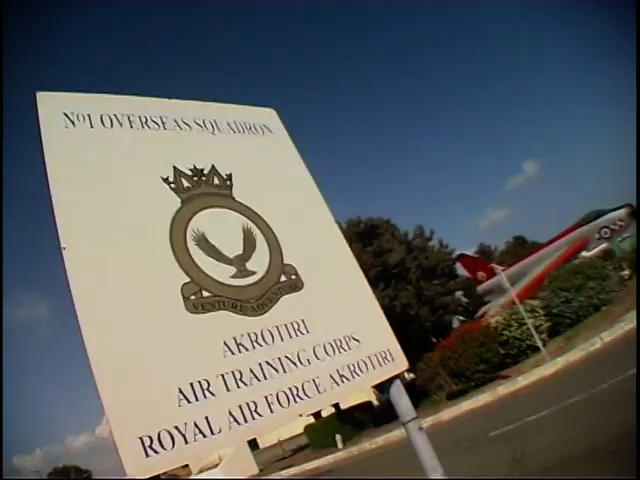 Nº1 OVERSEAS SQUADRON
VENTURE ADVENTURE
AKROTIRI
AIR TRAINING CORPS
ROYAL AIR FORCE AKROTIRI